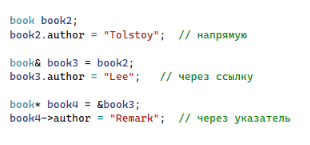 book book2;
book2.author = "Tolstoy";  // напрямую
book& book3 = book2;
book3.author = "Lee";   // через ссылку
book* book4 = &book3;
book4->author = "Remark";  // через указатель